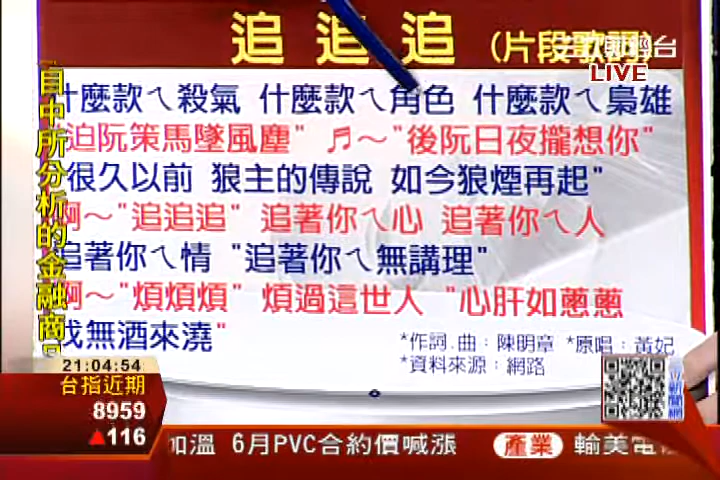 追追追 (片段歌詞)
LIVE
什麼款ㄟ殺氣 什麼款ㄟ角色 什麼款ㄟ梟雄
迫阮策馬墜風塵" ♬～"後阮日夜攏想你"
"很久以前 狼主的傳說 如今狼煙再起"
啊～"追追追" 追著你ㄟ心 追著你ㄟ人
追著你ㄟ情 "追著你ㄟ無講理"
啊～"煩煩煩" 煩過這世人 "心肝如蔥蔥
找無酒來澆"
*作詞.曲：陳明章 *原唱：黃妃
*資料來源：網路
目中所分析的金融商品
21:04:54
台指近期
8959
▲116
加溫 6月PVC合約價喊漲 產業 輸美電